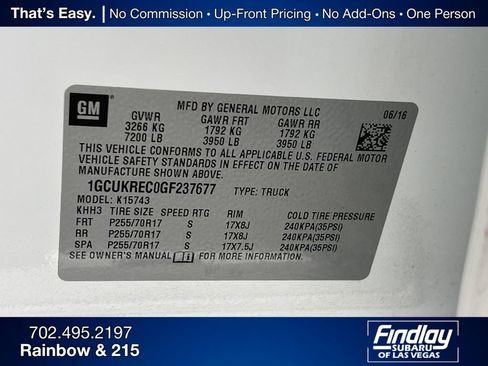 That's Easy. | No Commission • Up-Front Pricing • No Add-Ons • One Person
GM
MFD BY GENERAL MOTORS LLC 06/16
GVWR GAWR FRT GAWR RR
3266 KG 1792 KG 1792 KG
7200 LB 3950 LB 3950 LB
THIS VEHICLE CONFORMS TO ALL APPLICABLE U.S. FEDERAL MOTOR
VEHICLE SAFETY STANDARDS IN EFFECT ON THE DATE OF
MANUFACTURE SHOWN ABOVE.
1GCUKREC0GF237677 TYPE: TRUCK
MODEL: K15743
KHH3 TIRE SIZE SPEED RTG RIM COLD TIRE PRESSURE
FRT P255/70R17 S 17X8J 240KPA(35PSI)
RR P255/70R17 S 17X8J 240KPA(35PSI)
SPA P255/70R17 S 17X7.5J 240KPA(35PSI)
SEE OWNER'S MANUAL FOR MORE INFORMATION.
702.495.2197
Rainbow & 215
Findlay
SUBARU
OF LAS VEGAS